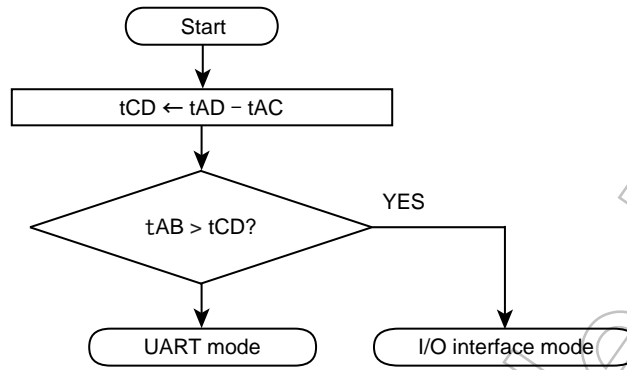 Start
tCD ← tAD − tAC
tAB > tCD?
YES
UART mode
I/O interface mode